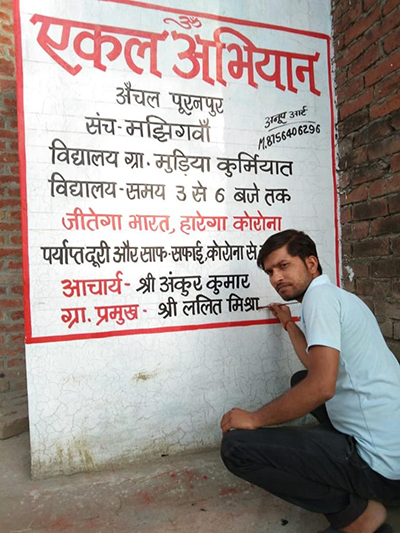 ॐ
एकल अभियान
अँचल पूरनपुर
संच-मझिगवाँ
अनूप आर्ट
M.8756406296
विद्यालय ग्रा. मुड़िया कुर्मियात
विद्यालय-समय 3 से 6 बजे तक
जीतेगा भारत, हारेगा कोरोना
पर्याप्त दूरी और साफ-सफाई, कोरोना से
आचार्य- श्री अंकुर कुमार
ग्रा. प्रमुख- श्री ललित मिश्रा